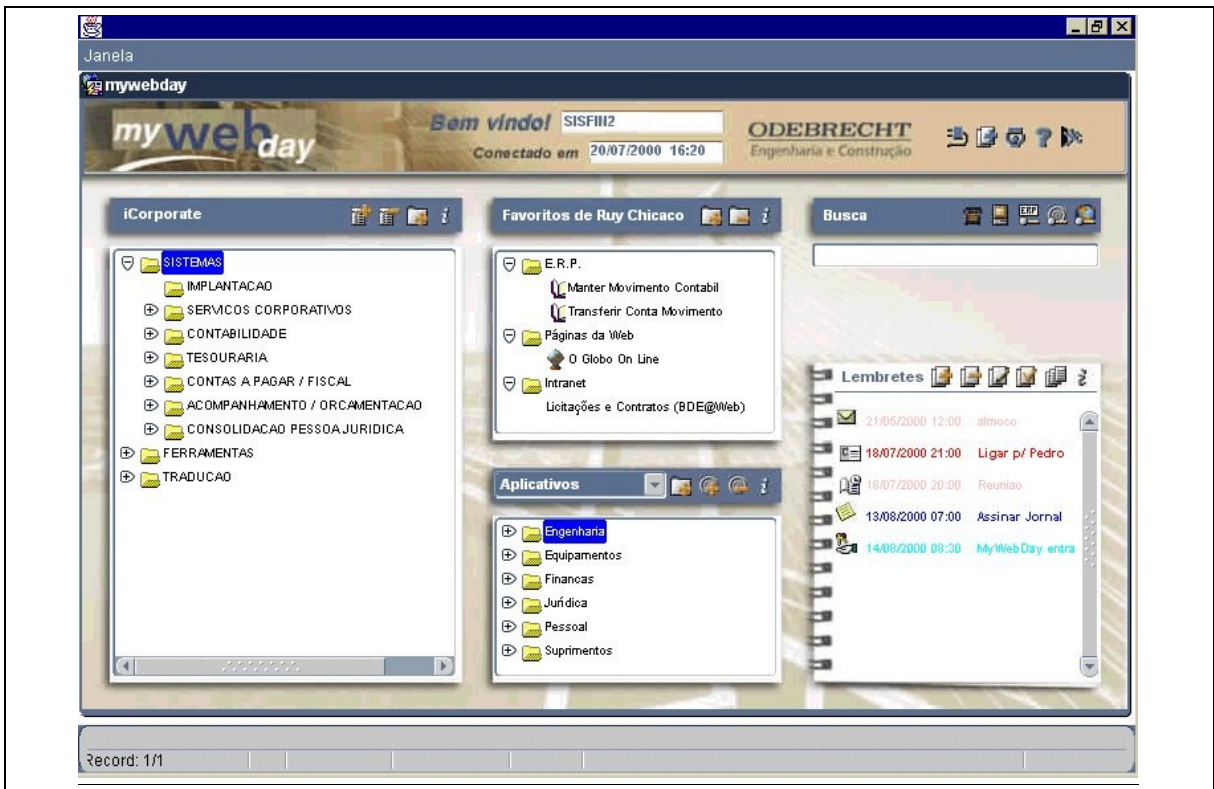 Janela
mywebday
my web day
Bem vindo! SISFIN2
Conectado em 20/07/2000 16:20
ODEBRECHT
Engenharia e Construção
iCorporate
SISTEMAS
IMPLANTACAO
SERVICOS CORPORATIVOS
CONTABILIDADE
TESOURARIA
CONTAS A PAGAR / FISCAL
ACOMPANHAMENTO / ORCAMENTACAO
CONSOLIDACAO PESSOA JURIDICA
FERRAMENTAS
TRADUCAO
Favoritos de Ruy Chicaco
E.R.P.
Manter Movimento Contabil
Transferir Conta Movimento
Páginas da Web
O Globo On Line
Intranet
Licitações e Contratos (BDE@Web)
Aplicativos
Engenharia
Equipamentos
Financas
Jurídica
Pessoal
Suprimentos
Busca
ERP
Lembretes
21/05/2000 12:00 almoco
18/07/2000 21:00 Ligar p/ Pedro
18/07/2000 20:00 Reuniao
13/08/2000 07:00 Assinar Jornal
14/08/2000 08:30 MyWebDay entra
Record: 1/1